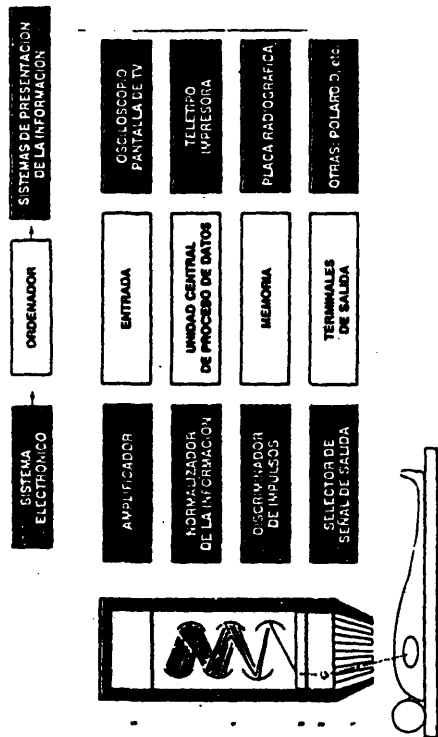 SISTEMA
ELECTRÓNICO
ORDENADOR
SISTEMAS DE PRESENTACIÓN
DE LA INFORMACIÓN
AMPLIFICADOR
ENTRADA
OSCILOSCOPIO
PANTALLA DE TV
NORMALIZADOR
DE LA INFORMACION
UNIDAD CENTRAL
DE PROCESO DE DATOS
TELETIPO
IMPRESORA
DISCRIMINADOR
DE IMPULSOS
MEMORIA
PLACA RADIOGRAFICA
SELECTOR DE
SEÑAL DE SALIDA
TERMINALES
DE SALIDA
OTRAS: POLAROID, etc.